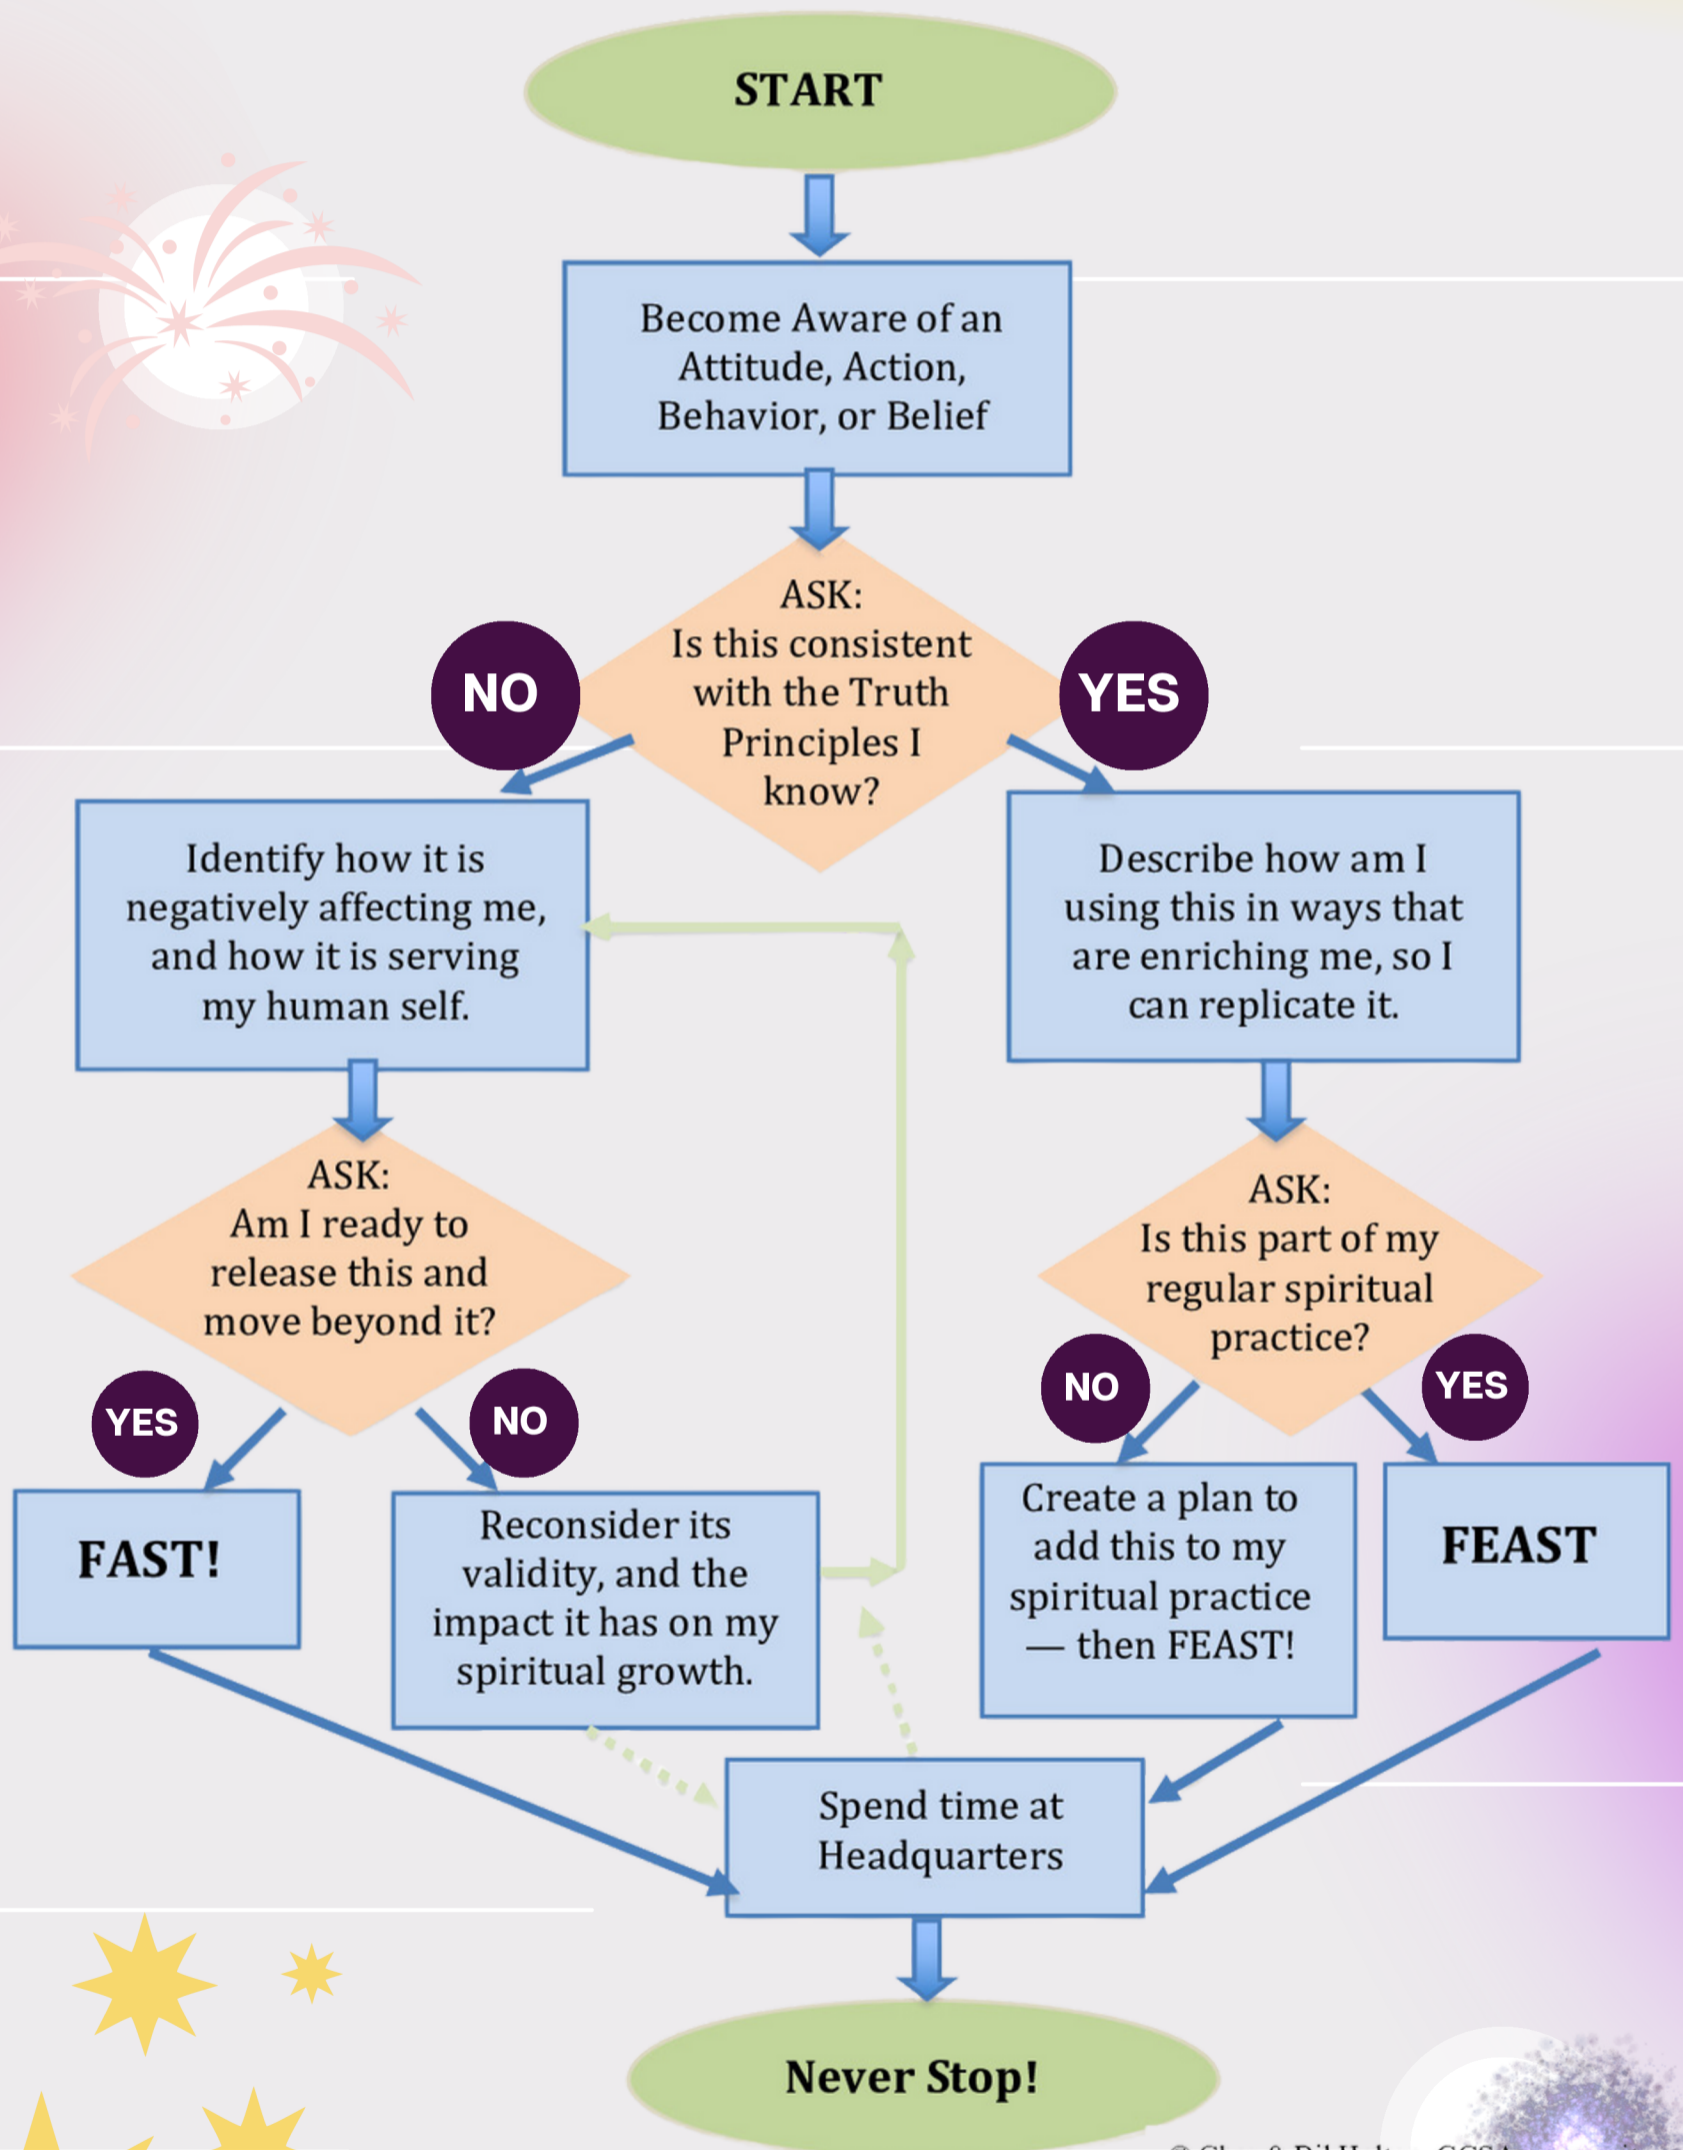 START
Become Aware of an
Attitude, Action,
Behavior, or Belief
ASK:
Is this consistent
with the Truth
Principles I
know?
NO
YES
Identify how it is
negatively affecting me,
and how it is serving
my human self.
Describe how am I
using this in ways that
are enriching me, so I
can replicate it.
ASK:
Am I ready to
release this and
move beyond it?
ASK:
Is this part of my
regular spiritual
practice?
YES
NO
NO
YES
FAST!
Reconsider its
validity, and the
impact it has on my
spiritual growth.
Create a plan to
add this to my
spiritual practice
— then FEAST!
FEAST
Spend time at
Headquarters
Never Stop!